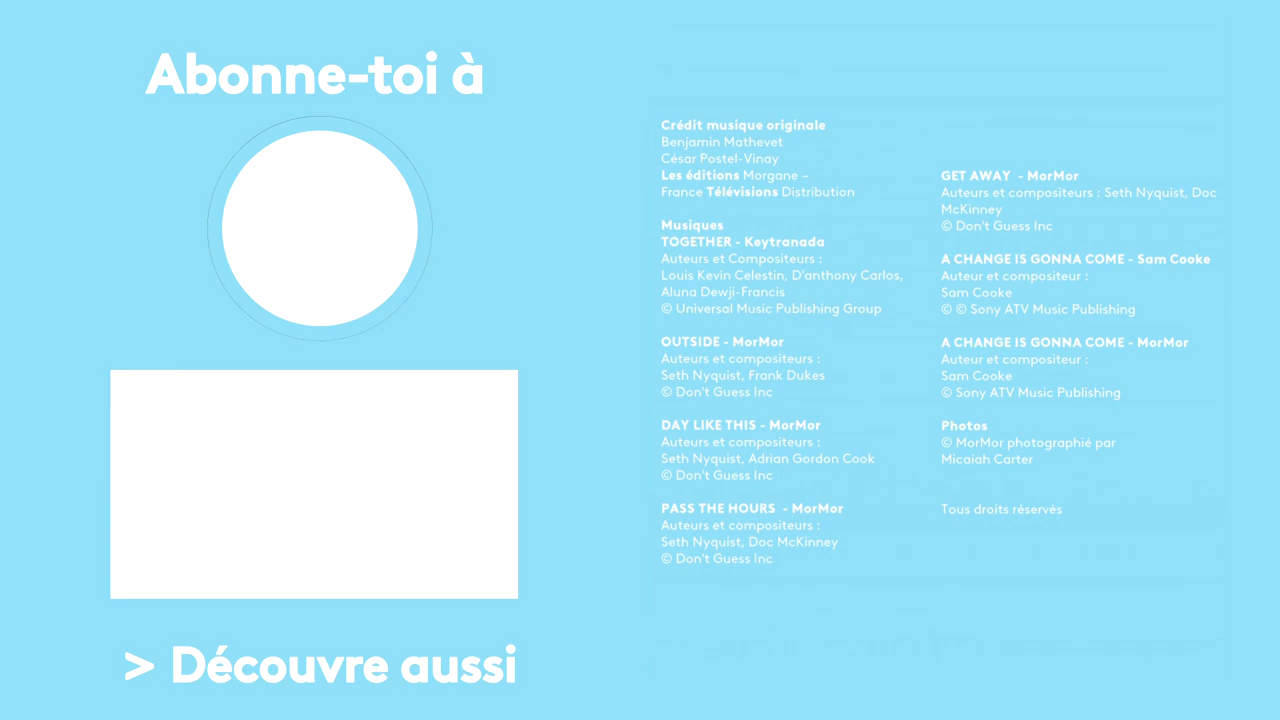 Abonne-toi à
> Découvre aussi
Crédit musique originale
Benjamin Mathevet
César Postel-Vinay
Les éditions Morgane –
France Télévisions Distribution
Musiques
TOGETHER - Keytranada
Auteurs et Compositeurs :
Louis Kevin Celestin, D'anthony Carlos,
Aluna Dewji-Francis
© Universal Music Publishing Group
OUTSIDE - MorMor
Auteurs et compositeurs :
Seth Nyquist, Frank Dukes
© Don't Guess Inc
DAY LIKE THIS - MorMor
Auteurs et compositeurs :
Seth Nyquist, Adrian Gordon Cook
© Don't Guess Inc
PASS THE HOURS - MorMor
Auteurs et compositeurs :
Seth Nyquist, Doc McKinney
© Don't Guess Inc
GET AWAY - MorMor
Auteurs et compositeurs : Seth Nyquist, Doc
McKinney
© Don't Guess Inc
A CHANGE IS GONNA COME - Sam Cooke
Auteur et compositeur :
Sam Cooke
© © Sony ATV Music Publishing
A CHANGE IS GONNA COME - MorMor
Auteur et compositeur :
Sam Cooke
© Sony ATV Music Publishing
Photos
© MorMor photographié par
Micaiah Carter
Tous droits réservés